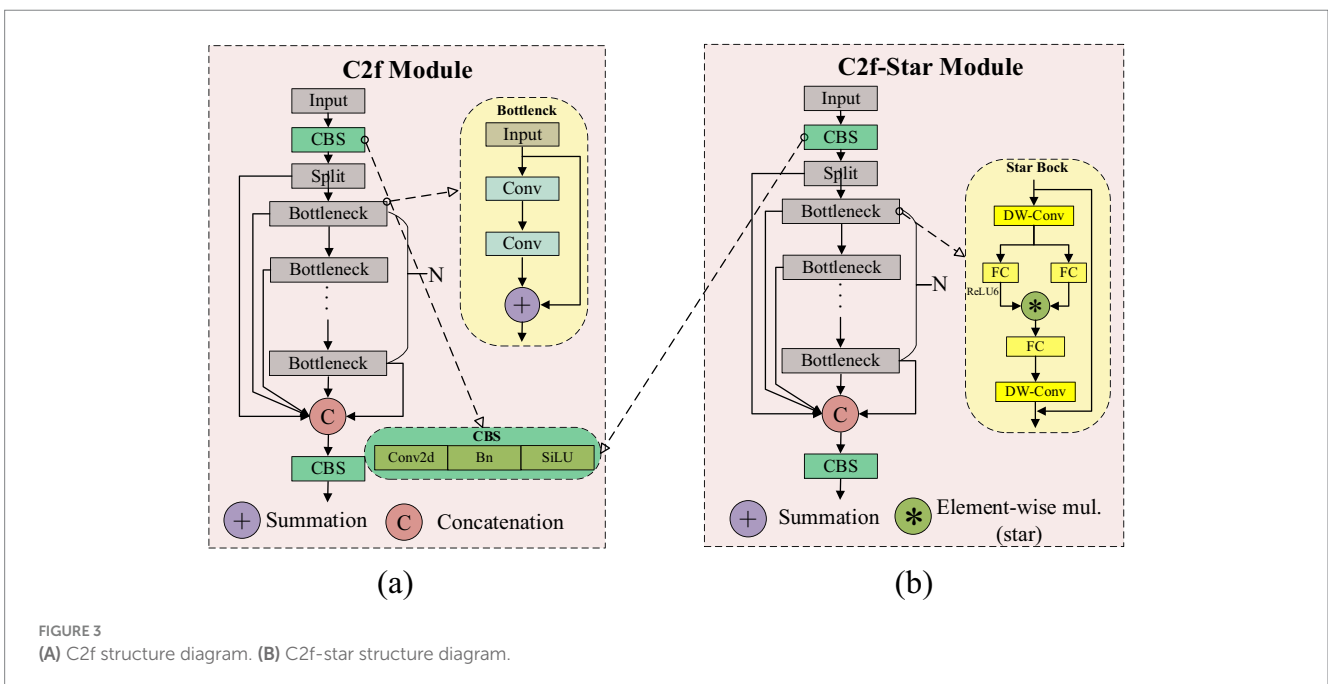 C2f Module
Input
CBS
Split
Bottleneck
Bottleneck
Bottleneck
N
C
CBS
Bottlenck
Input
Conv
Conv
+
CBS
Conv2d Bn SiLU
+ Summation C Concatenation
(a)
C2f-Star Module
Input
CBS
Split
Bottleneck
Bottleneck
Bottleneck
N
C
CBS
Star Bock
DW-Conv
FC FC
ReLU6
*
FC
DW-Conv
+ Summation * Element-wise mul.
(star)
(b)
FIGURE 3
(A) C2f structure diagram. (B) C2f-star structure diagram.